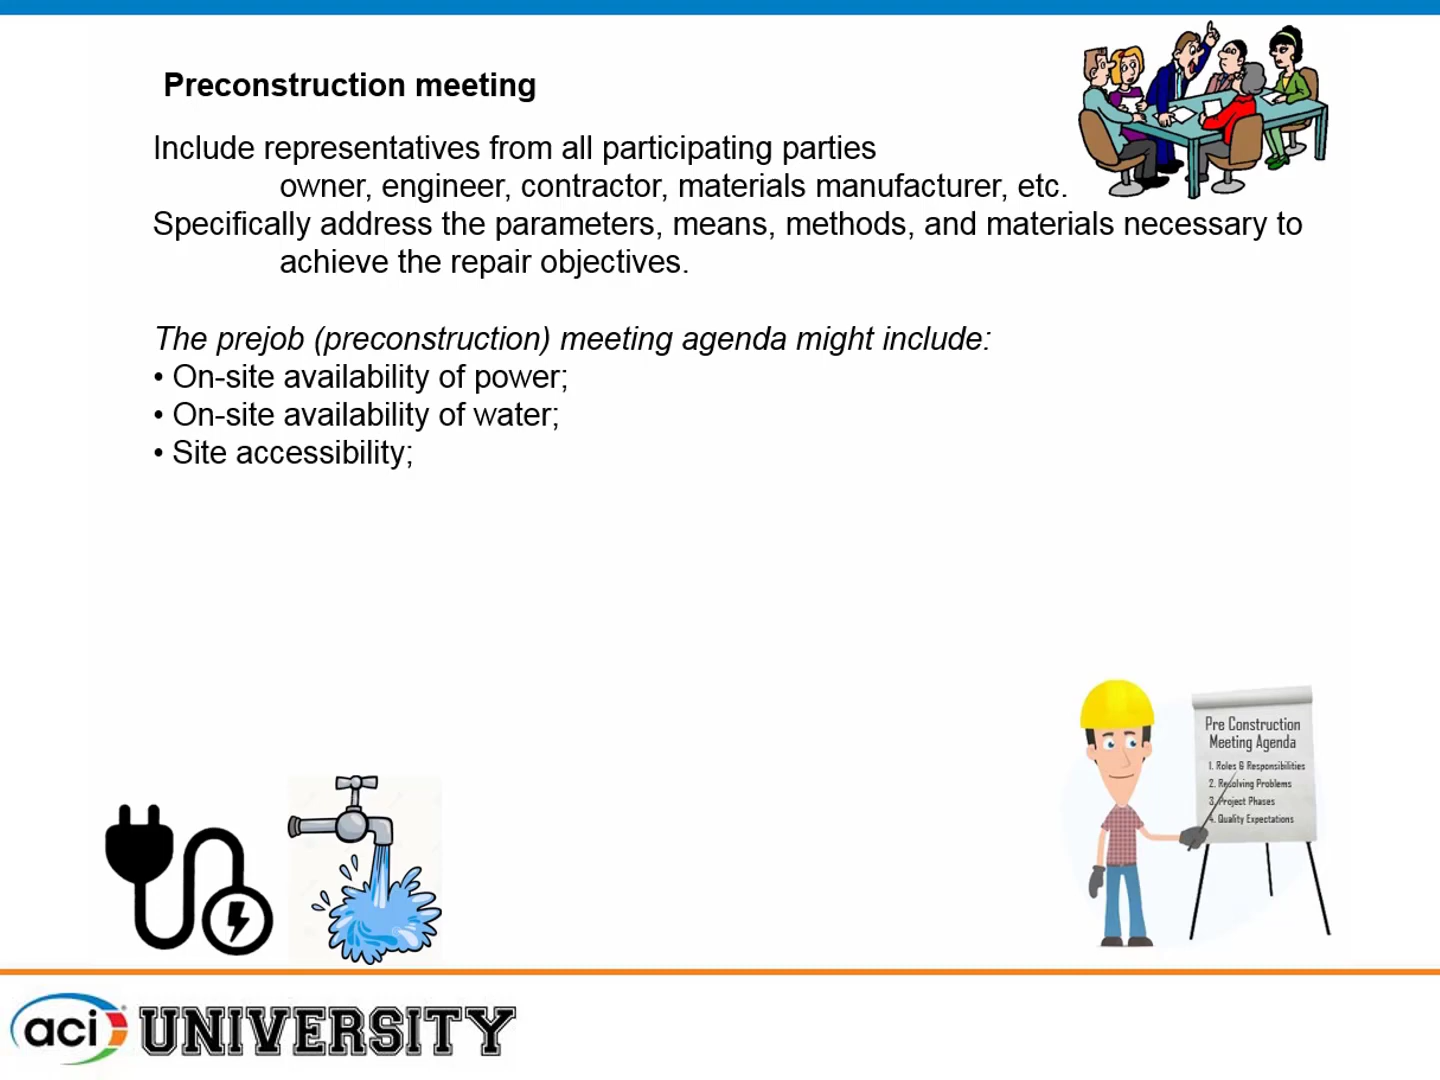 Preconstruction meeting
Include representatives from all participating parties
owner, engineer, contractor, materials manufacturer, etc.
Specifically address the parameters, means, methods, and materials necessary to
achieve the repair objectives.
The prejob (preconstruction) meeting agenda might include:
• On-site availability of power;
• On-site availability of water;
• Site accessibility;
Pre Construction
Meeting Agenda
1. Roles & Responsibilities
2. Resolving Problems
3. Project Phases
4. Quality Expectations
aci UNIVERSITY